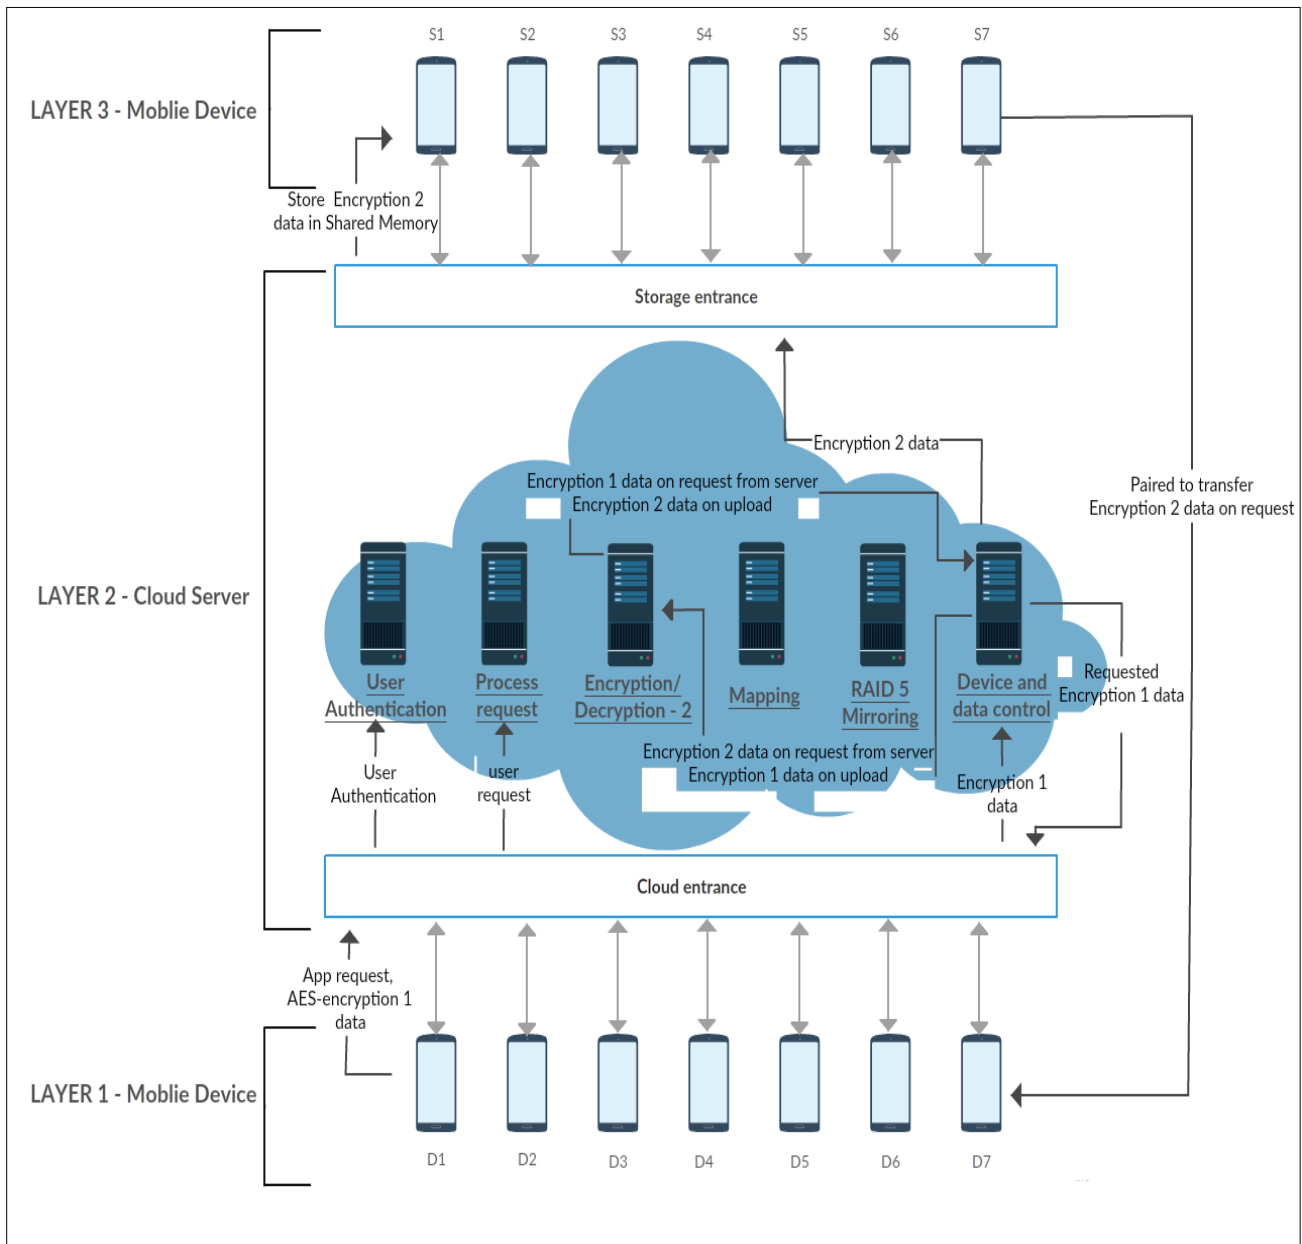 S1 S2 S3 S4 S5 S6 S7
LAYER 3 - Moblie Device
Store Encryption 2
data in Shared Memory
Storage entrance
Encryption 2 data
Encryption 1 data on request from server
Encryption 2 data on upload
Paired to transfer
Encryption 2 data on request
LAYER 2 - Cloud Server
User
Authentication
Process
request
Encryption/
Decryption - 2
Mapping
RAID 5
Mirroring
Device and
data control
Requested
Encryption 1 data
Encryption 2 data on request from server
Encryption 1 data on upload
User
Authentication
user
request
Encryption 1
data
Cloud entrance
App request,
AES-encryption 1
data
LAYER 1 - Moblie Device
D1 D2 D3 D4 D5 D6 D7